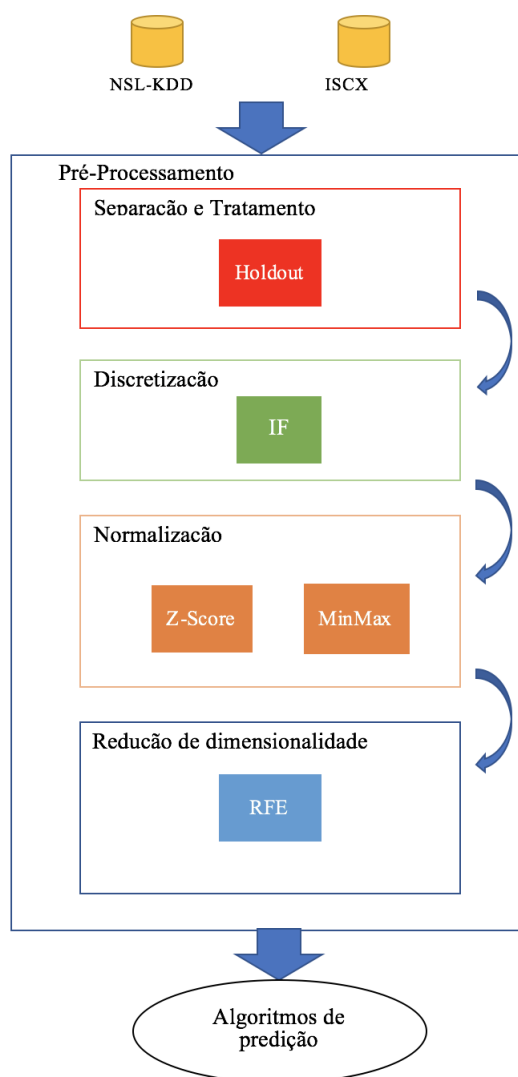 NSL-KDD
ISCX
Pré-Processamento
Separação e Tratamento
Holdout
Discretização
IF
Normalização
Z-Score
MinMax
Redução de dimensionalidade
RFE
Algoritmos de
predição